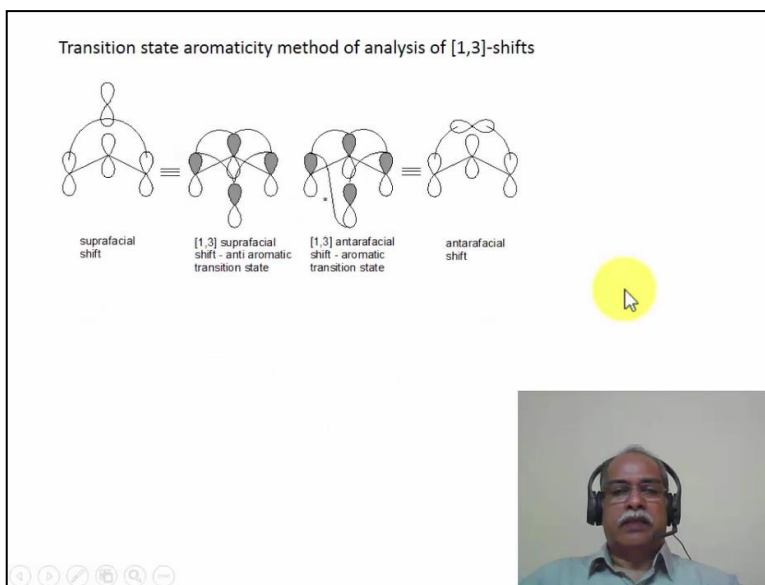 Transition state aromaticity method of analysis of [1,3]-shifts
suprafacial
shift
[1,3] suprafacial
shift - anti aromatic
transition state
[1,3] antarafacial
shift - aromatic
transition state
antarafacial
shift